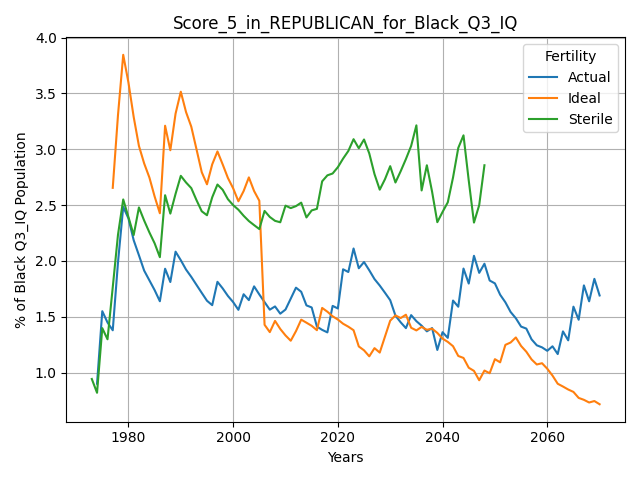 Score_5_in_REPUBLICAN_for_Black_Q3_IQ
% of Black Q3_IQ Population
4.0
3.5
3.0
2.5
2.0
1.5
1.0
Fertility
Actual
Ideal
Sterile
1980 2000 2020 2040 2060
Years